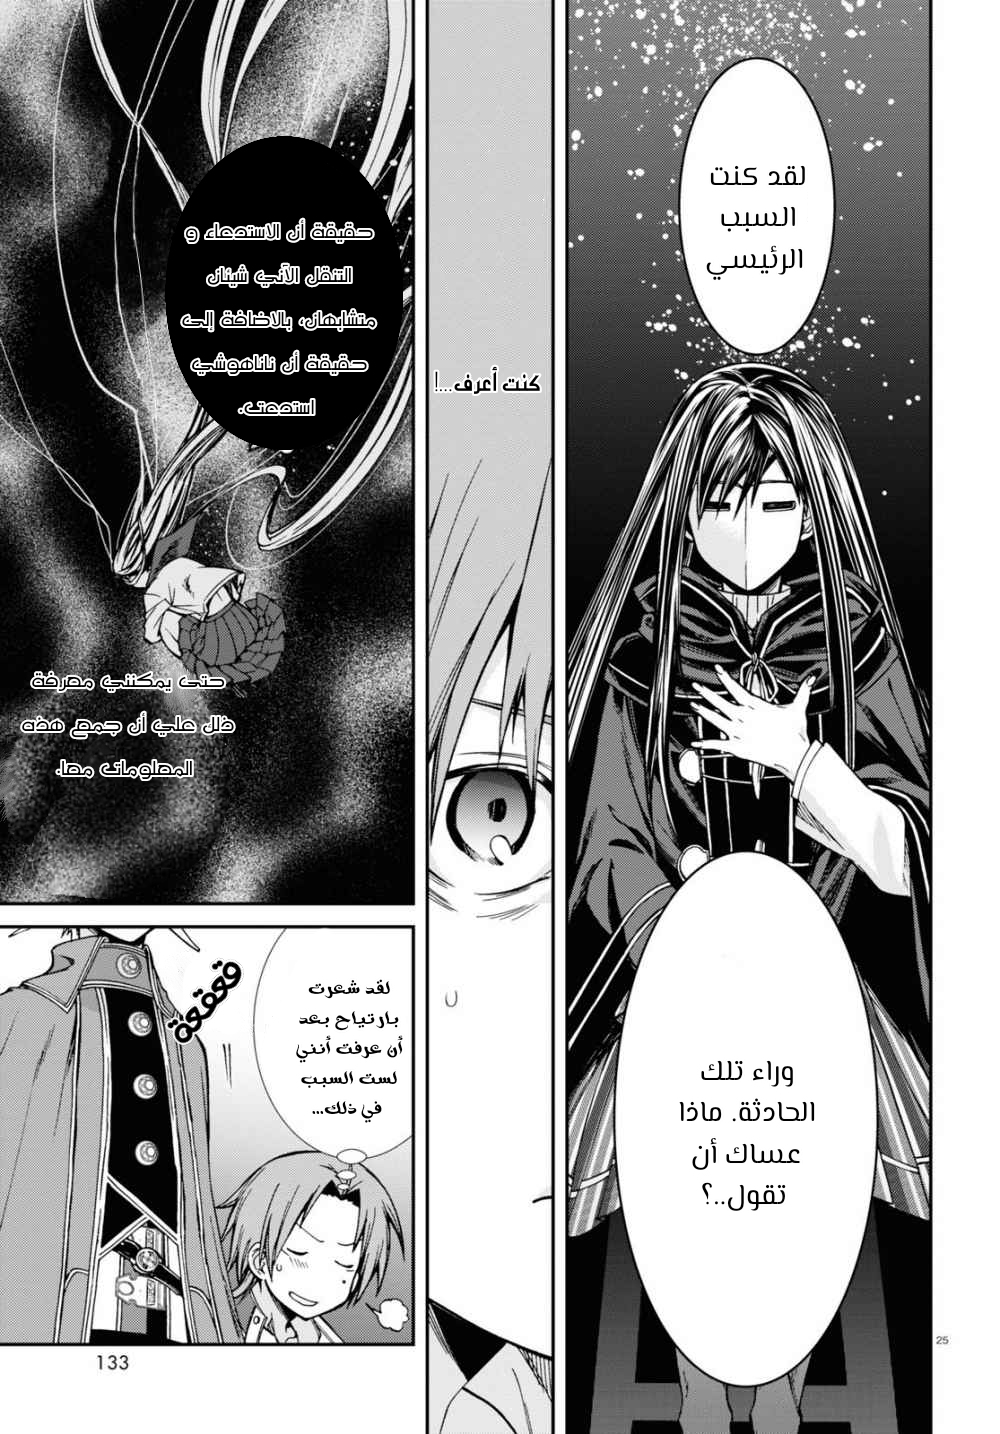 لقد كنت
السبب
الرئيسي
وراء تلك
الحادثة. ماذا
عساك أن
تقول..؟
كنت أعرف...!
حقيقة أن الاستدعاء و
التنقل الآني شيئان
متشابهان، بالاضافة إلى
حقيقة أن ناناهوشي
استدعت.
حتى يمكنني معرفة
ذلك علي أن جمع هذه
المعلومات معا.
لقد شعرت
بارتياح بعد
أن عرفت أنني
لست السبب
في ذلك...
قعقعة
25
133